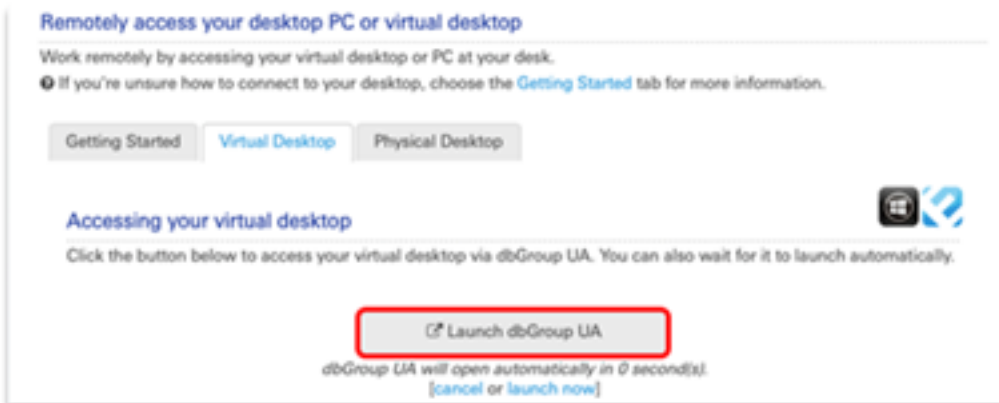 Remotely access your desktop PC or virtual desktop
Work remotely by accessing your virtual desktop or PC at your desk.
If you're unsure how to connect to your desktop, choose the Getting Started tab for more information.
Getting Started Virtual Desktop Physical Desktop
Accessing your virtual desktop
Click the button below to access your virtual desktop via dbGroup UA. You can also wait for it to launch automatically.
Launch dbGroup UA
dbGroup UA will open automatically in 0 second(s).
[cancel or launch now]